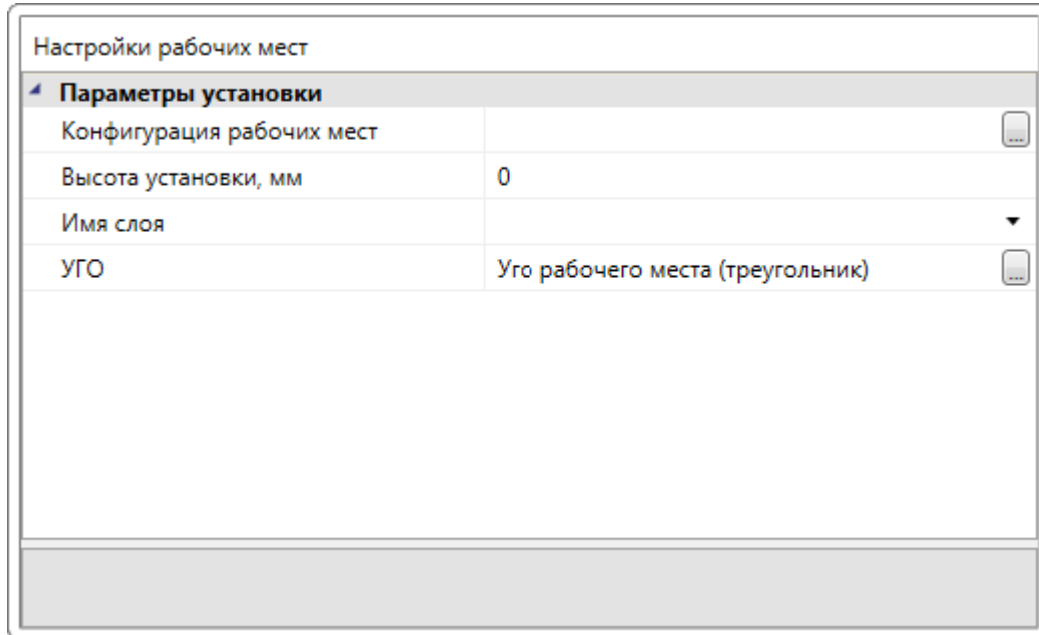 Настройки рабочих мест
Параметры установки
Конфигурация рабочих мест ...
Высота установки, мм 0
Имя слоя
УГО Уго рабочего места (треугольник) ...